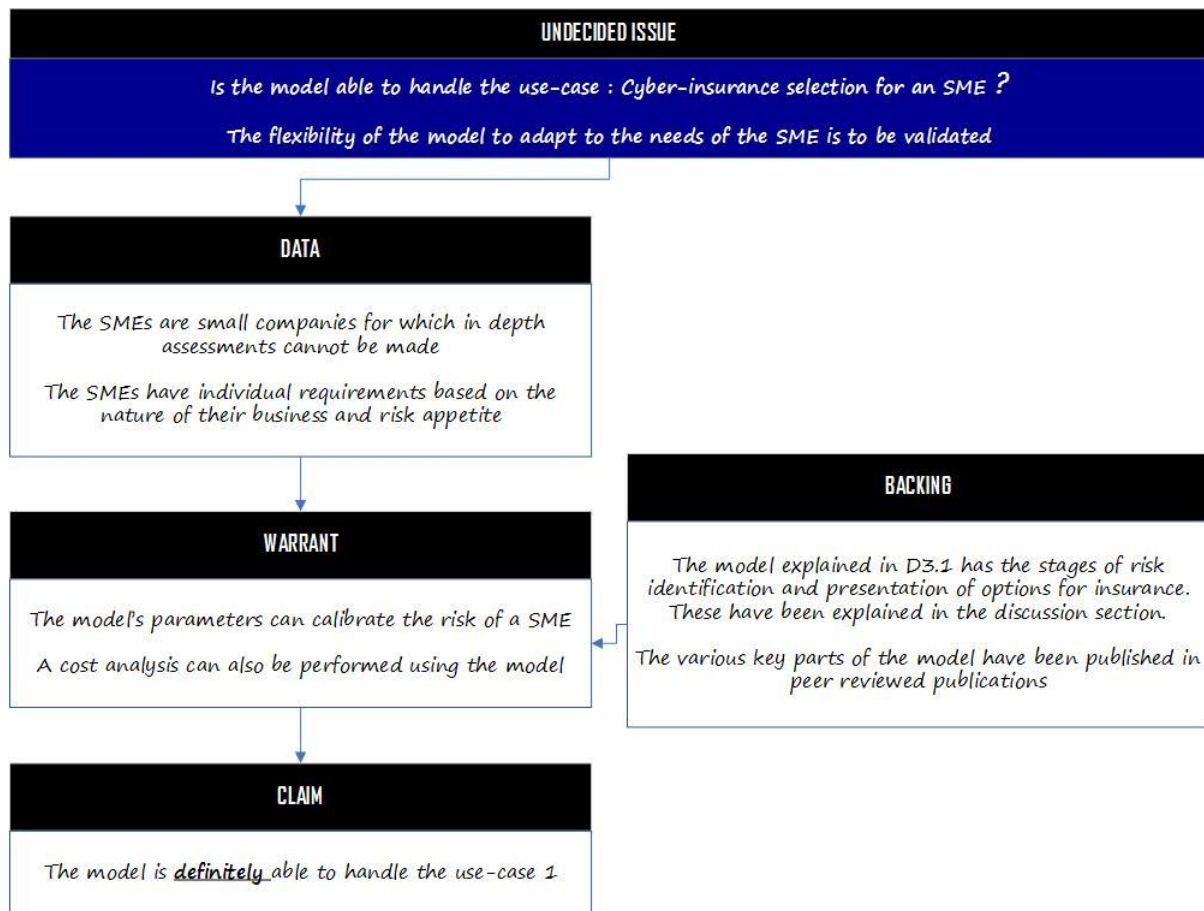 UNDECIDED ISSUE
Is the model able to handle the use-case : Cyber-insurance selection for an SME ?
The flexibility of the model to adapt to the needs of the SME is to be validated
DATA
The SMEs are small companies for which in depth
assessments cannot be made
The SMEs have individual requirements based on the
nature of their business and risk appetite
WARRANT
The model's parameters can calibrate the risk of a SME
A cost analysis can also be performed using the model
BACKING
The model explained in D3.1 has the stages of risk
identification and presentation of options for insurance.
These have been explained in the discussion section.
The various key parts of the model have been published in
peer reviewed publications
CLAIM
The model is definitely able to handle the use-case 1